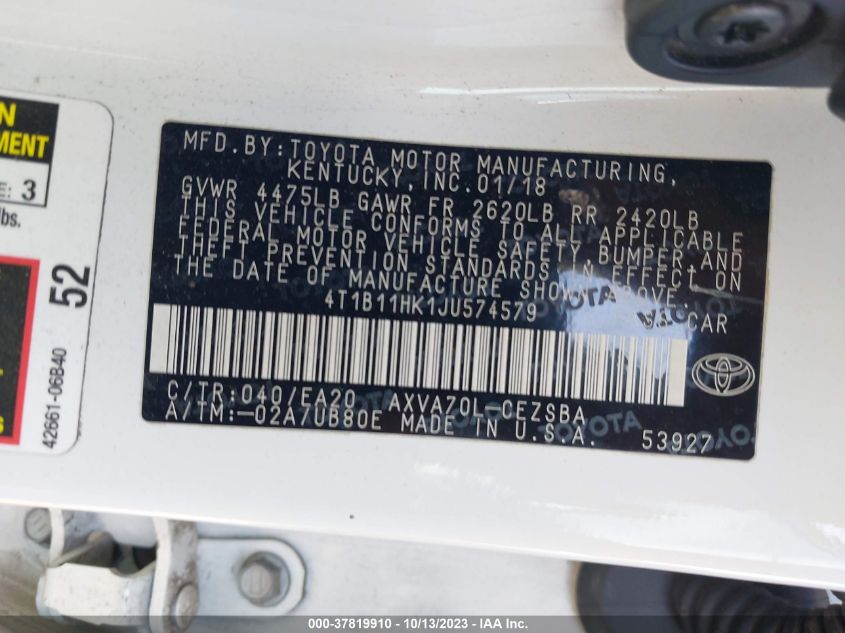 N
MENT
E: 3
lbs.
52
42661-06B40
MFD. BY: TOYOTA MOTOR MANUFACTURING,
KENTUCKY, INC. 01/18
GVWR 4475LB GAWR FR 2620LB RR 2420LB
THIS VEHICLE CONFORMS TO ALL APPLICABLE
FEDERAL MOTOR VEHICLE SAFETY, BUMPER AND
THEFT PREVENTION STANDARDS IN EFFECT ON
THE DATE OF MANUFACTURE SHOWN ABOVE.
4T1B11HK1JU574579 CAR
C/TR: 040/EA20 AXVA70L-CEZSBA
A/TM:-02A/UB80E MADE IN U.S.A. 53927
TOYOTA
000-37819910 - 10/13/2023 - IAA Inc.